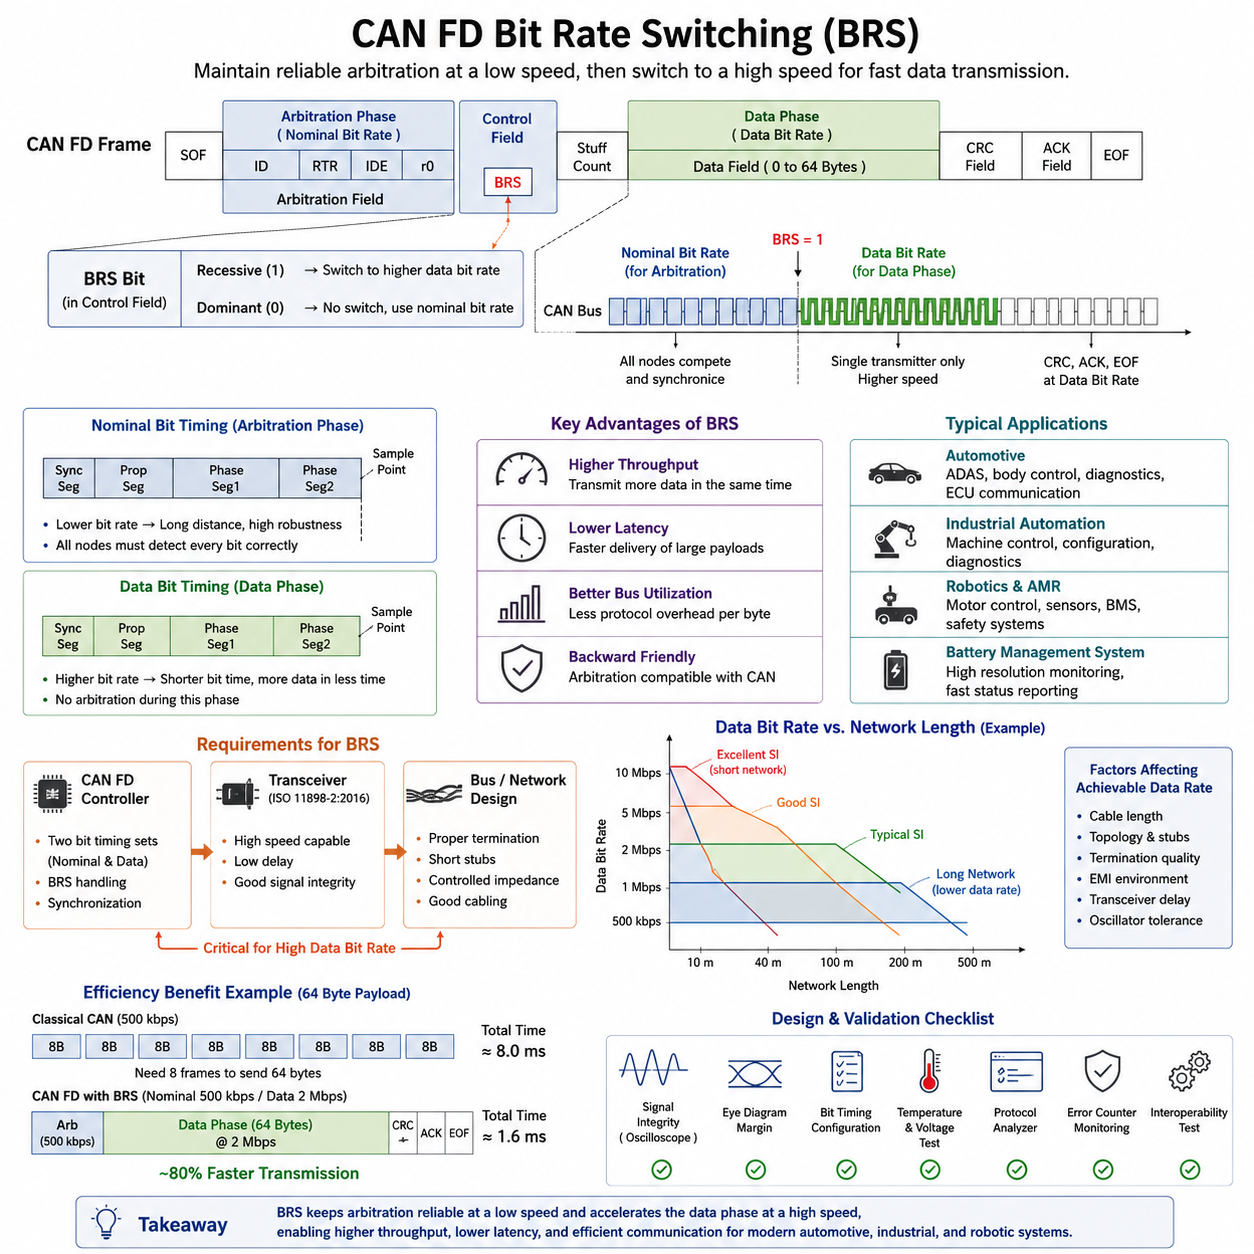 CAN FD Bit Rate Switching (BRS)
Maintain reliable arbitration at a low speed, then switch to a high speed for fast data transmission.
CAN FD Frame
SOF
Arbitration Phase
( Nominal Bit Rate )
ID
RTR
IDE
r0
Arbitration Field
Control
Field
BRS
Stuff
Count
Data Phase
( Data Bit Rate )
Data Field ( 0 to 64 Bytes )
CRC
Field
ACK
Field
EOF
BRS Bit
(in Control Field)
Recessive (1) → Switch to higher data bit rate
Dominant (0) → No switch, use nominal bit rate
BRS = 1
Nominal Bit Rate
(for Arbitration)
Data Bit Rate
(for Data Phase)
CAN Bus
All nodes compete
and synchronice
Single transmitter only
Higher speed
CRC, ACK, EOF
at Data Bit Rate
Nominal Bit Timing (Arbitration Phase)
Sync
Seg
Prop
Seg
Phase
Seg1
Phase
Seg2
Sample
Point
• Lower bit rate → Long distance, high robustness
• All nodes must detect every bit correctly
Data Bit Timing (Data Phase)
Sync
Seg
Prop
Seg
Phase
Seg1
Phase
Seg2
Sample
Point
• Higher bit rate → Shorter bit time, more data in less time
• No arbitration during this phase
Key Advantages of BRS
Higher Throughput
Transmit more data in the same time
Lower Latency
Faster delivery of large payloads
Better Bus Utilization
Less protocol overhead per byte
Backward Friendly
Arbitration compatible with CAN
Typical Applications
Automotive
ADAS, body control, diagnostics,
ECU communication
Industrial Automation
Machine control, configuration,
diagnostics
Robotics & AMR
Motor control, sensors, BMS,
safety systems
Battery Management System
High resolution monitoring,
fast status reporting
Requirements for BRS
CAN FD
Controller
• Two bit timing sets
(Nominal & Data)
• BRS handling
• Synchronization
Transceiver
(ISO 11898-2:2016)
• High speed capable
• Low delay
• Good signal integrity
Bus / Network
Design
• Proper termination
• Short stubs
• Controlled impedance
• Good cabling
Critical for High Data Bit Rate
Data Bit Rate vs. Network Length (Example)
Data Bit Rate
10 Mbps
5 Mbps
2 Mbps
1 Mbps
500 kbps
Excellent SI
(short network)
Good SI
Typical SI
Long Network
(lower data rate)
10 m
40 m
100 m
200 m
500 m
Network Length
Factors Affecting
Achievable Data Rate
• Cable length
• Topology & stubs
• Termination quality
• EMI environment
• Transceiver delay
• Oscillator tolerance
Efficiency Benefit Example (64 Byte Payload)
Classical CAN (500 kbps)
8B 8B 8B 8B 8B 8B 8B 8B
Total Time
≈ 8.0 ms
Need 8 frames to send 64 bytes
CAN FD with BRS (Nominal 500 kbps / Data 2 Mbps)
Arb
(500 kbps)
Data Phase (64 Bytes)
@ 2 Mbps
CRC
ACK
EOF
Total Time
≈ 1.6 ms
~80% Faster Transmission
Design & Validation Checklist
Signal
Integrity
( Oscilloscope )
Eye Diagram
Margin
Bit Timing
Configuration
Temperature
& Voltage
Test
Protocol
Analyzer
Error Counter
Monitoring
Interoperability
Test
Takeaway
BRS keeps arbitration reliable at a low speed and accelerates the data phase at a high speed,
enabling higher throughput, lower latency, and efficient communication for modern automotive, industrial, and robotic systems.